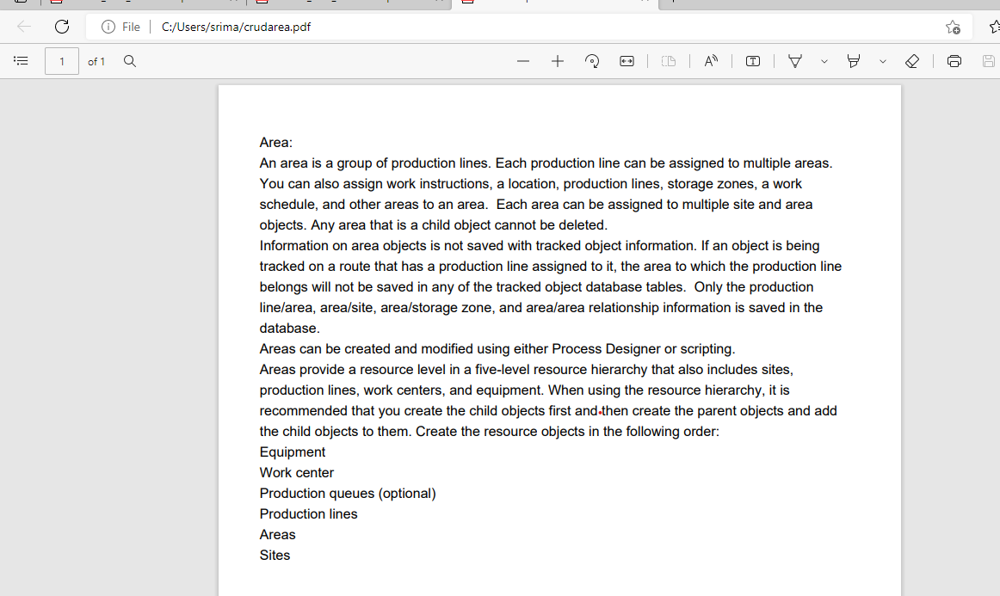 File C:/Users/srima/crudarea.pdf
1 of 1
Area:
An area is a group of production lines. Each production line can be assigned to multiple areas.
You can also assign work instructions, a location, production lines, storage zones, a work
schedule, and other areas to an area.  Each area can be assigned to multiple site and area
objects. Any area that is a child object cannot be deleted.
Information on area objects is not saved with tracked object information. If an object is being
tracked on a route that has a production line assigned to it, the area to which the production line
belongs will not be saved in any of the tracked object database tables.  Only the production
line/area, area/site, area/storage zone, and area/area relationship information is saved in the
database.
Areas can be created and modified using either Process Designer or scripting.
Areas provide a resource level in a five-level resource hierarchy that also includes sites,
production lines, work centers, and equipment. When using the resource hierarchy, it is
recommended that you create the child objects first and then create the parent objects and add
the child objects to them. Create the resource objects in the following order:
Equipment
Work center
Production queues (optional)
Production lines
Areas
Sites